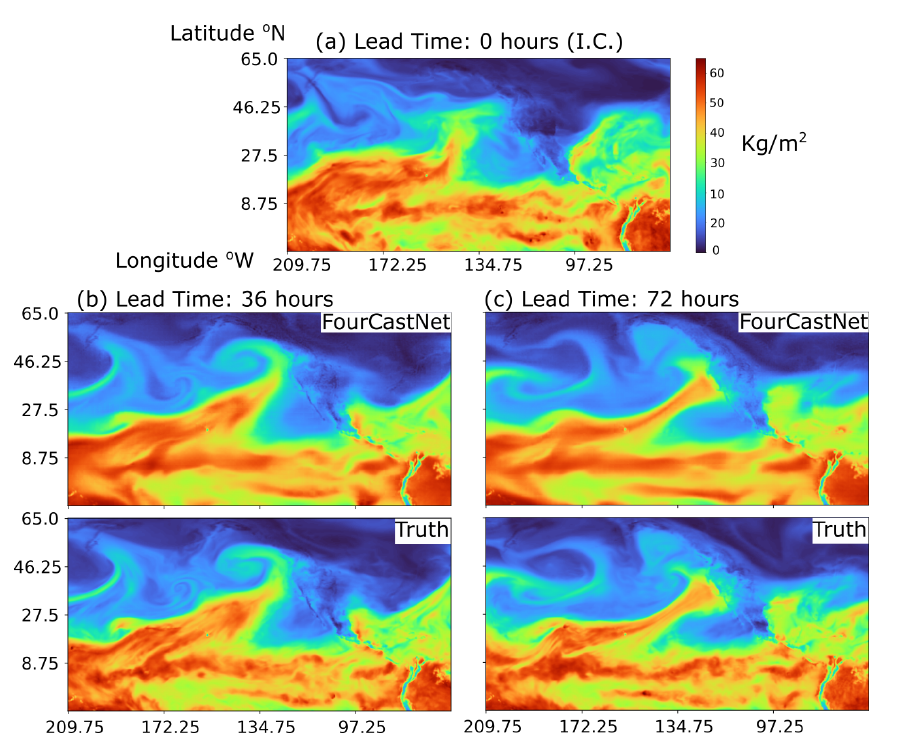 Latitude ºN
(a) Lead Time: 0 hours (I.C.)
65.0
46.25
27.5
8.75
60
50
40
30
10
20
0
Kg/m²
Longitude ºW
209.75 172.25 134.75 97.25
(b) Lead Time: 36 hours
(c) Lead Time: 72 hours
65.0
46.25
27.5
8.75
FourCastNet
FourCastNet
65.0
46.25
27.5
8.75
Truth
Truth
209.75 172.25 134.75 97.25
209.75 172.25 134.75 97.25